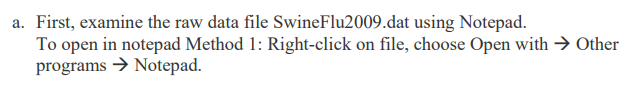 a. First, examine the raw data file SwineFlu2009.dat using Notepad.
To open in notepad Method 1: Right-click on file, choose Open with → Other
programs → Notepad.